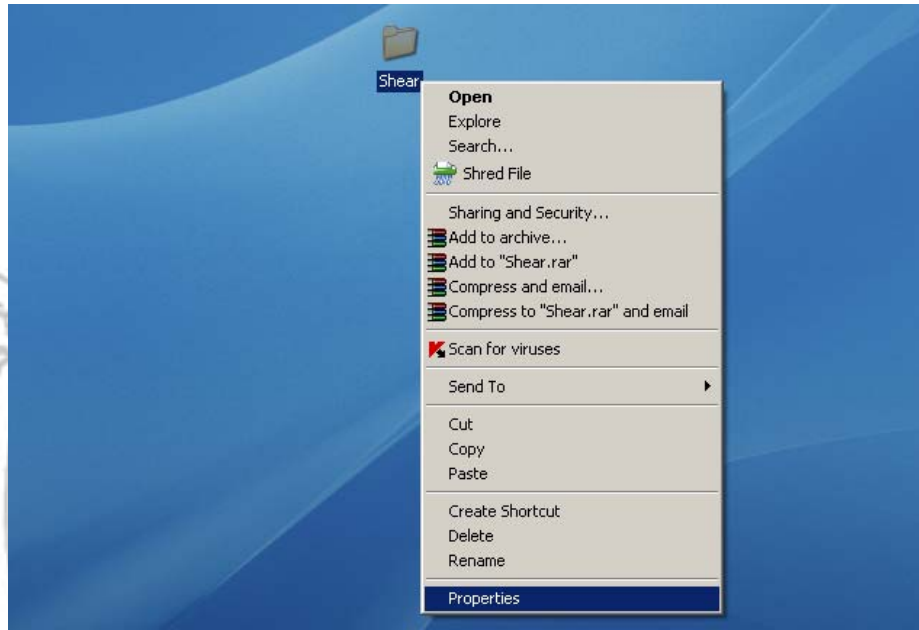 Shear
Open
Explore
Search...
Shred File
Sharing and Security...
Add to archive...
Add to "Shear.rar"
Compress and email...
Compress to "Shear.rar" and email
Scan for viruses
Send To
Cut
Copy
Paste
Create Shortcut
Delete
Rename
Properties